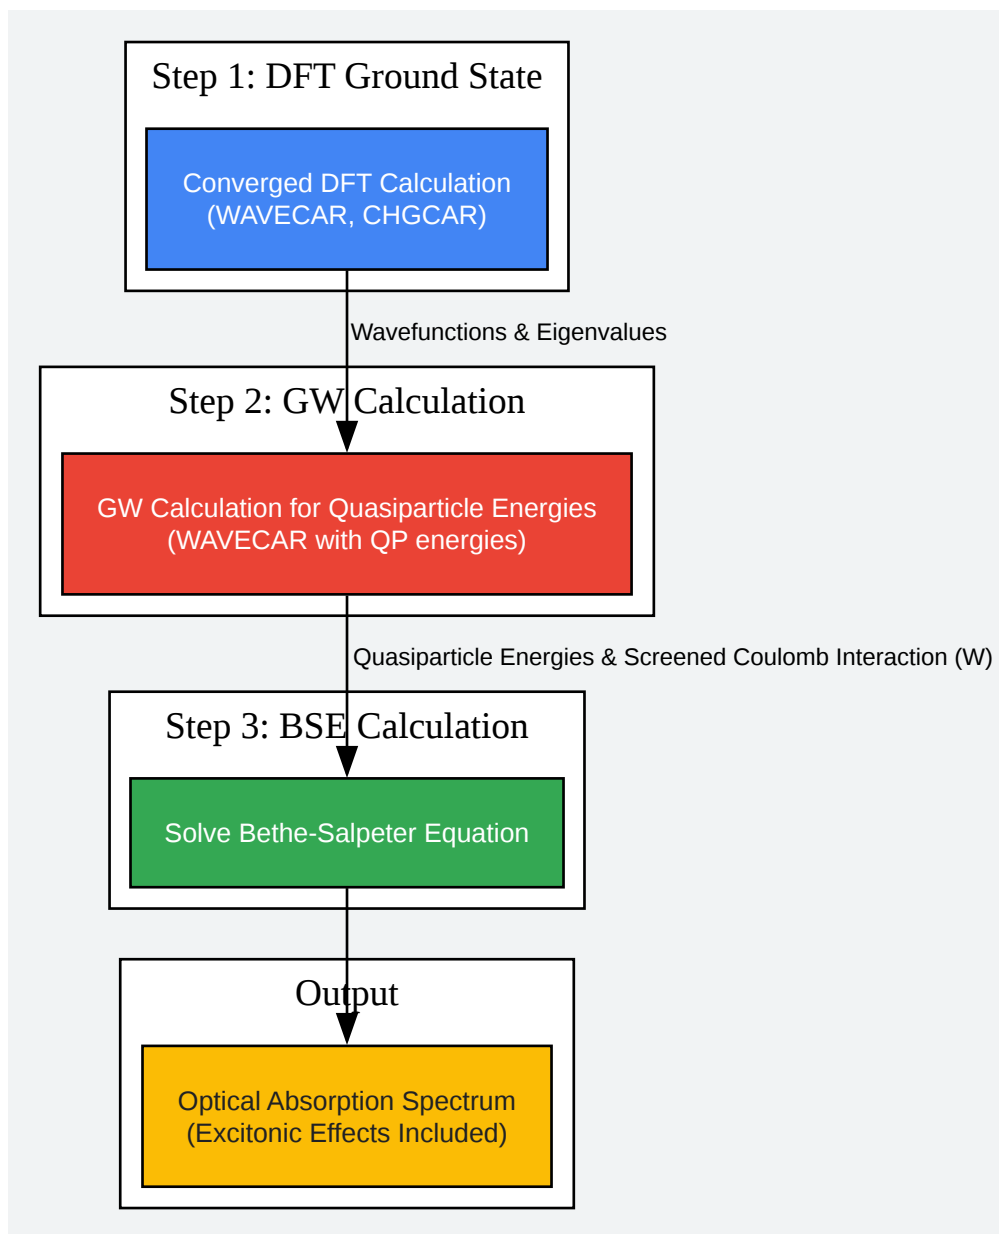 Step 1: DFT Ground State
Converged DFT Calculation
(WAVECAR, CHGCAR)
Wavefunctions & Eigenvalues
Step 2: GW Calculation
GW Calculation for Quasiparticle Energies
(WAVECAR with QP energies)
Quasiparticle Energies & Screened Coulomb Interaction (W)
Step 3: BSE Calculation
Solve Bethe-Salpeter Equation
Output
Optical Absorption Spectrum
(Excitonic Effects Included)